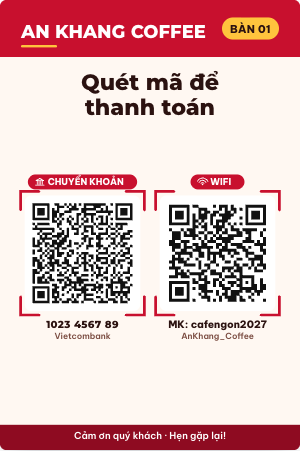 AN KHANG COFFEE
BÀN 01
Quét mã để
thanh toán
CHUYỂN KHOẢN
WIFI
1023 4567 89
MK: cafengon2027
Vietcombank
AnKhang_Coffee
Cảm ơn quý khách · Hẹn gặp lại!